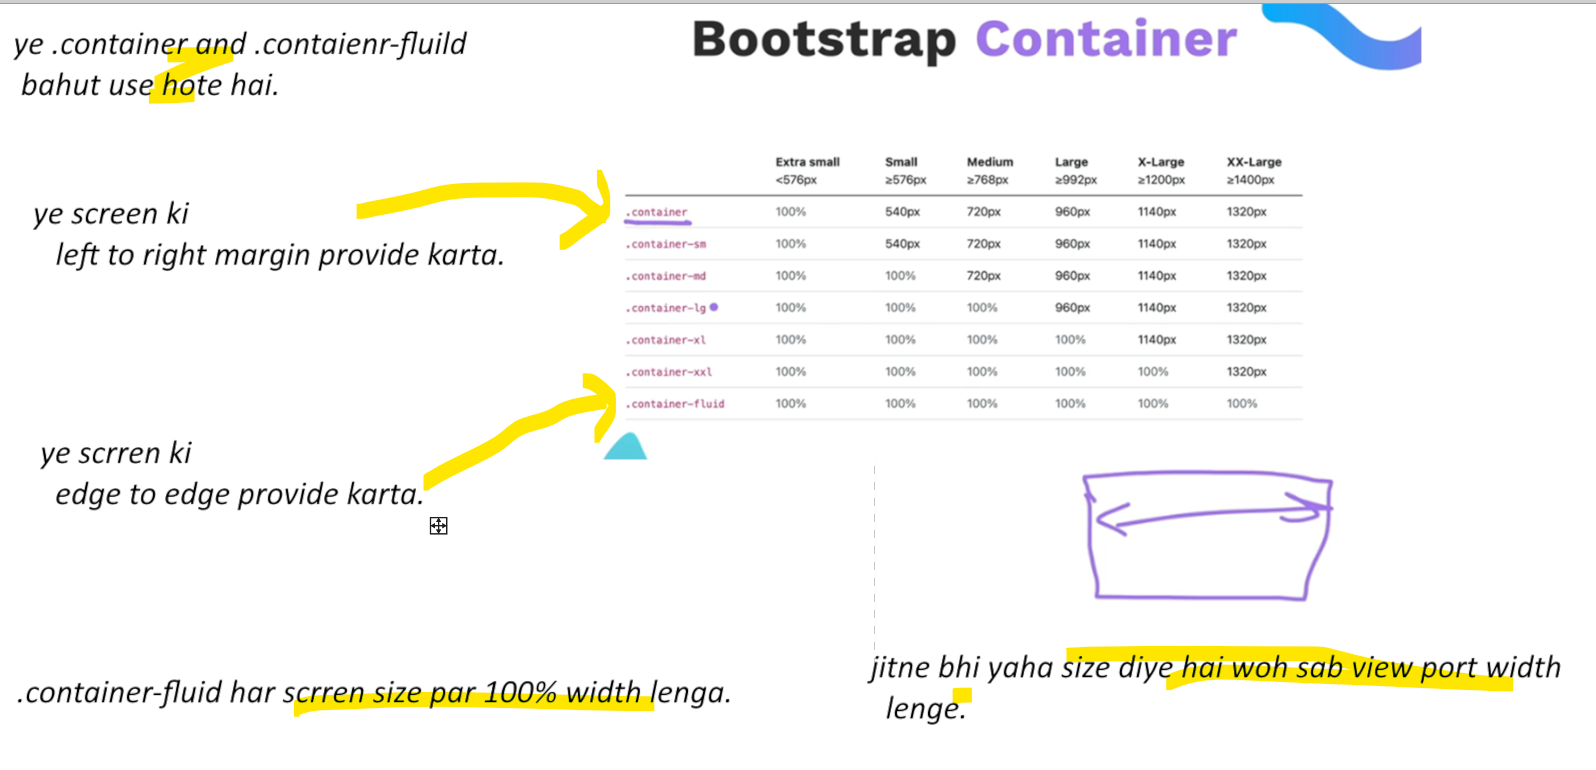 ye .container and .contaienr-fluild
bahut use hote hai.
Bootstrap Container
ye screen ki
left to right margin provide karta.
Extra small Small Medium Large X-Large XX-Large
<576px ≥576px ≥768px ≥992px ≥1200px ≥1400px
.container 100% 540px 720px 960px 1140px 1320px
.container-sm 100% 540px 720px 960px 1140px 1320px
.container-md 100% 100% 720px 960px 1140px 1320px
.container-lg 100% 100% 100% 960px 1140px 1320px
.container-xl 100% 100% 100% 100% 1140px 1320px
.container-xxl 100% 100% 100% 100% 100% 1320px
.container-fluid 100% 100% 100% 100% 100% 100%
ye scrren ki
edge to edge provide karta.
.container-fluid har scrren size par 100% width lenga.
jitne bhi yaha size diye hai woh sab view port width
lenge.